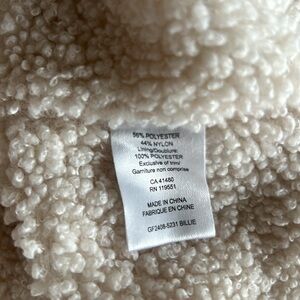 56% POLYESTER
44% NYLON
Lining/Doublure:
100% POLYESTER
Exclusive of trim/
Garniture non comprise
CA 41480
RN 119551
MADE IN CHINA
FABRIQUE EN CHINE
GF2408-5231 BILLIE